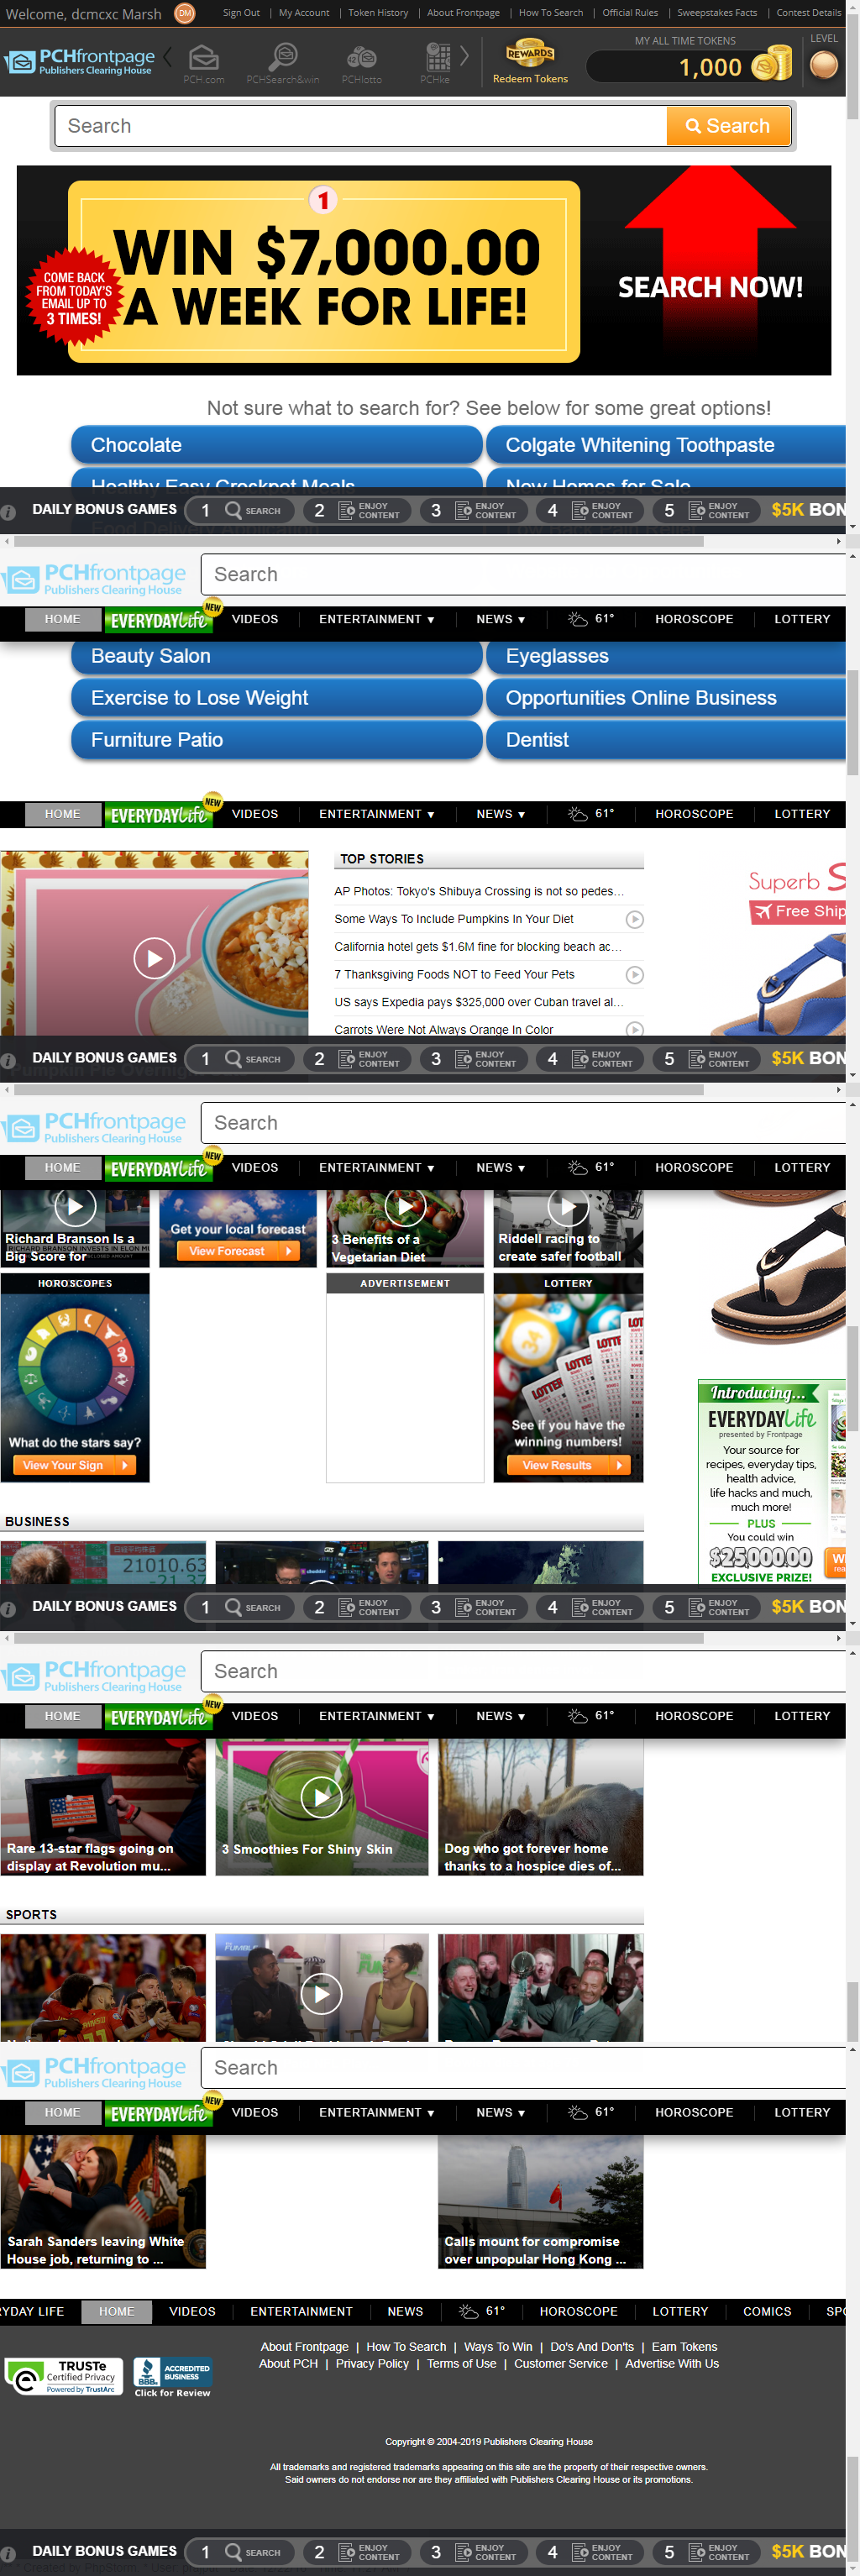 Welcome, dcmcxc Marsh DM Sign Out | My Account | Token History | About Frontpage | How To Search | Official Rules | Sweepstakes Facts | Contest Details
PCHfrontpage
Publishers Clearing House
PCH.com
PCHSearch&win
PCHlotto
PCHke
REWARDS
Redeem Tokens
MY ALL TIME TOKENS
1,000
LEVEL
Search
Search
1
WIN $7,000.00
A WEEK FOR LIFE!
COME BACK
FROM TODAY'S
EMAIL UP TO
3 TIMES!
SEARCH NOW!
Not sure what to search for? See below for some great options!
Chocolate
Colgate Whitening Toothpaste
Healthy Easy Crockpot Meals
New Homes for Sale
Food Delivery Application
Low Back Pain Relief
DAILY BONUS GAMES 1 SEARCH 2 ENJOY CONTENT 3 ENJOY CONTENT 4 ENJOY CONTENT 5 ENJOY CONTENT $5K BON
PCHfrontpage
Publishers Clearing House
Search
HOME EVERYDAYLife NEW VIDEOS ENTERTAINMENT ▼ NEWS ▼ 61° HOROSCOPE LOTTERY
Beauty Salon
Eyeglasses
Exercise to Lose Weight
Opportunities Online Business
Furniture Patio
Dentist
HOME EVERYDAYLife NEW VIDEOS ENTERTAINMENT ▼ NEWS ▼ 61° HOROSCOPE LOTTERY
TOP STORIES
AP Photos: Tokyo's Shibuya Crossing is not so pedes...
Some Ways To Include Pumpkins In Your Diet
California hotel gets $1.6M fine for blocking beach ac...
7 Thanksgiving Foods NOT to Feed Your Pets
US says Expedia pays $325,000 over Cuban travel al...
Carrots Were Not Always Orange In Color
Superb S
Free Ship
DAILY BONUS GAMES 1 SEARCH 2 ENJOY CONTENT 3 ENJOY CONTENT 4 ENJOY CONTENT 5 ENJOY CONTENT $5K BON
PCHfrontpage
Publishers Clearing House
Search
HOME EVERYDAYLife NEW VIDEOS ENTERTAINMENT ▼ NEWS ▼ 61° HOROSCOPE LOTTERY
Richard Branson Is a
Big Score for
Get your local forecast
View Forecast
3 Benefits of a
Vegetarian Diet
Riddell racing to
create safer football
HOROSCOPES
What do the stars say?
View Your Sign
ADVERTISEMENT
LOTTERY
See if you have the
winning numbers!
View Results
Introducing...
EVERYDAYLife
presented by Frontpage
Your source for
recipes, everyday tips,
health advice,
life hacks and much,
much more!
PLUS
You could win
$25,000.00
EXCLUSIVE PRIZE!
BUSINESS
21010.63
DAILY BONUS GAMES 1 SEARCH 2 ENJOY CONTENT 3 ENJOY CONTENT 4 ENJOY CONTENT 5 ENJOY CONTENT $5K BON
PCHfrontpage
Publishers Clearing House
Search
HOME EVERYDAYLife NEW VIDEOS ENTERTAINMENT ▼ NEWS ▼ 61° HOROSCOPE LOTTERY
Rare 13-star flags going on
display at Revolution mu...
3 Smoothies For Shiny Skin
Dog who got forever home
thanks to a hospice dies of...
SPORTS
PCHfrontpage
Publishers Clearing House
Search
HOME EVERYDAYLife NEW VIDEOS ENTERTAINMENT ▼ NEWS ▼ 61° HOROSCOPE LOTTERY
Sarah Sanders leaving White
House job, returning to ...
Calls mount for compromise
over unpopular Hong Kong ...
RYDAY LIFE HOME VIDEOS ENTERTAINMENT NEWS 61° HOROSCOPE LOTTERY COMICS SPO
About Frontpage | How To Search | Ways To Win | Do's And Don'ts | Earn Tokens
About PCH | Privacy Policy | Terms of Use | Customer Service | Advertise With Us
TRUSTe
Certified Privacy
Powered by TrustArc
BBB.
ACCREDITED
BUSINESS
Click for Review
Copyright © 2004-2019 Publishers Clearing House
All trademarks and registered trademarks appearing on this site are the property of their respective owners.
Said owners do not endorse nor are they affiliated with Publishers Clearing House or its promotions.
DAILY BONUS GAMES 1 SEARCH 2 ENJOY CONTENT 3 ENJOY CONTENT 4 ENJOY CONTENT 5 ENJOY CONTENT $5K BON